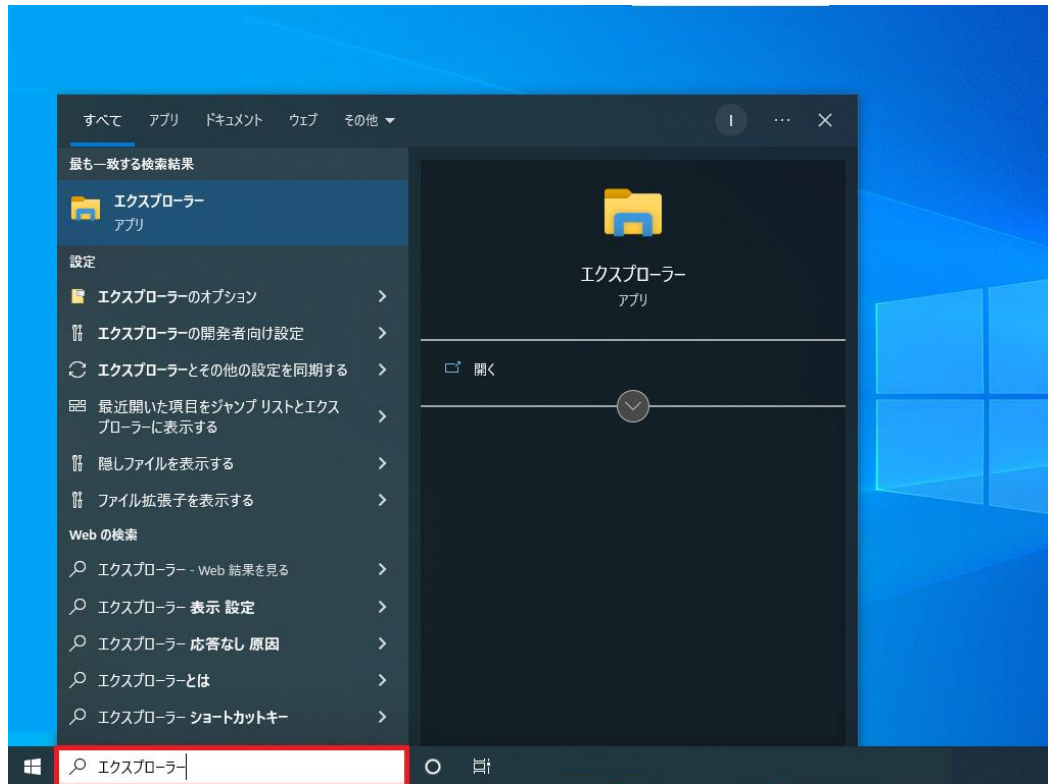 すべて アプリ ドキュメント ウェブ その他
I
最も一致する検索結果
エクスプローラー
アプリ
設定
エクスプローラーのオプション
エクスプローラーの開発者向け設定
エクスプローラーとその他の設定を同期する
最近開いた項目をジャンプ リストとエクス
プローラーに表示する
隠しファイルを表示する
ファイル拡張子を表示する
Web の検索
エクスプローラー - Web 結果を見る
エクスプローラー 表示 設定
エクスプローラー 応答なし 原因
エクスプローラーとは
エクスプローラー ショートカットキー
エクスプローラー
アプリ
開く
エクスプローラー